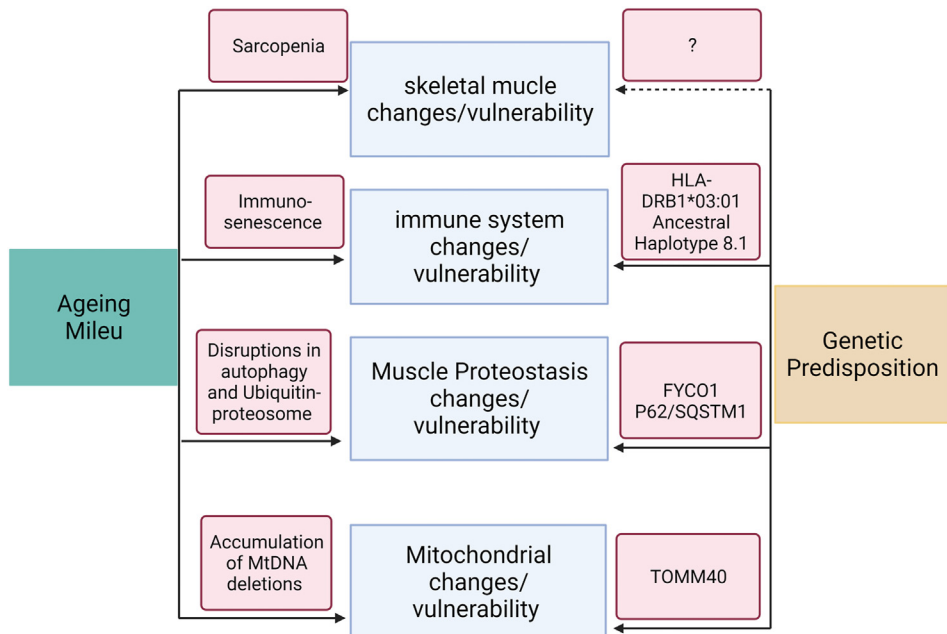 Sarcopenia
skeletal mucle
changes/vulnerability
?
Immuno-
senescence
immune system
changes/
vulnerability
HLA-
DRB1*03:01
Ancestral
Haplotype 8.1
Ageing
Mileu
Genetic
Predisposition
Disruptions in
autophagy
and Ubiquitin-
proteosome
Muscle Proteostasis
changes/
vulnerability
FYCO1
P62/SQSTM1
Accumulation
of MtDNA
deletions
Mitochondrial
changes/
vulnerability
TOMM40